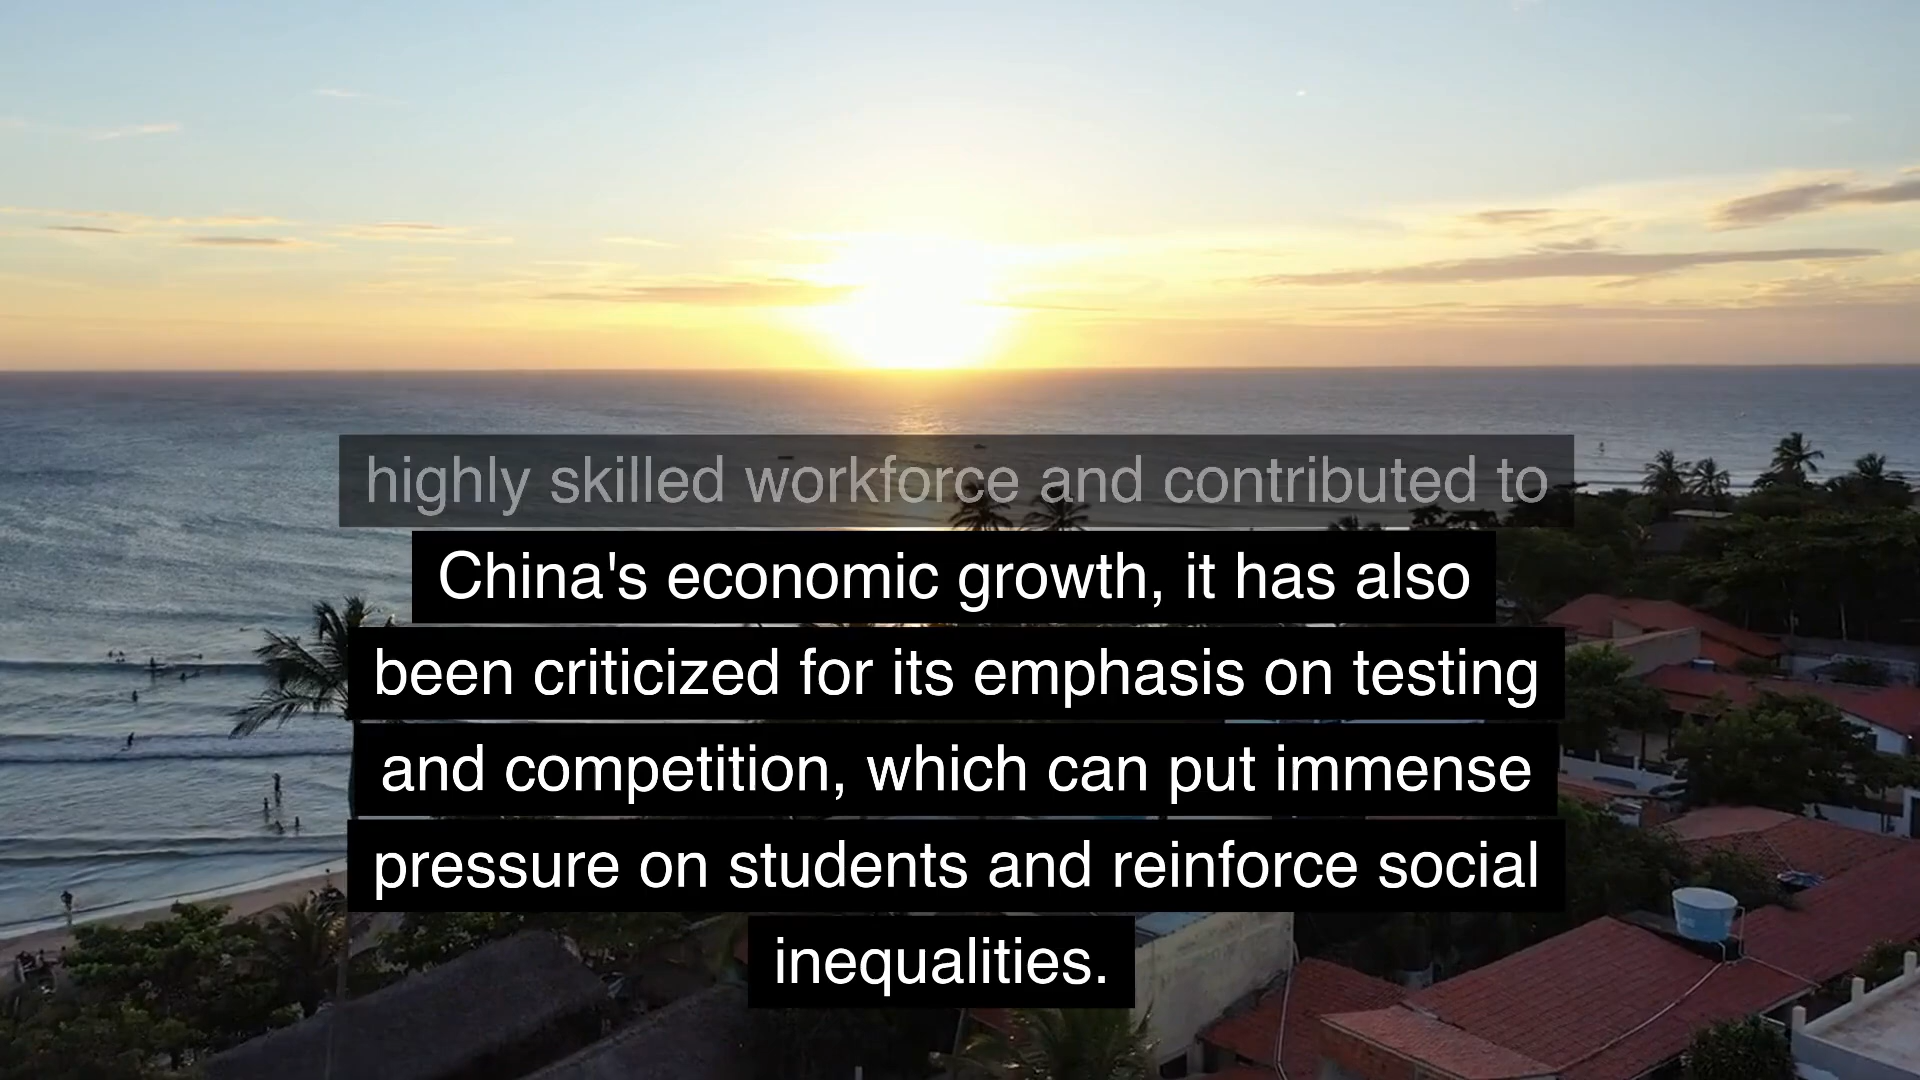 highly skilled workforce and contributed to
China's economic growth, it has also
been criticized for its emphasis on testing
and competition, which can put immense
pressure on students and reinforce social
inequalities.